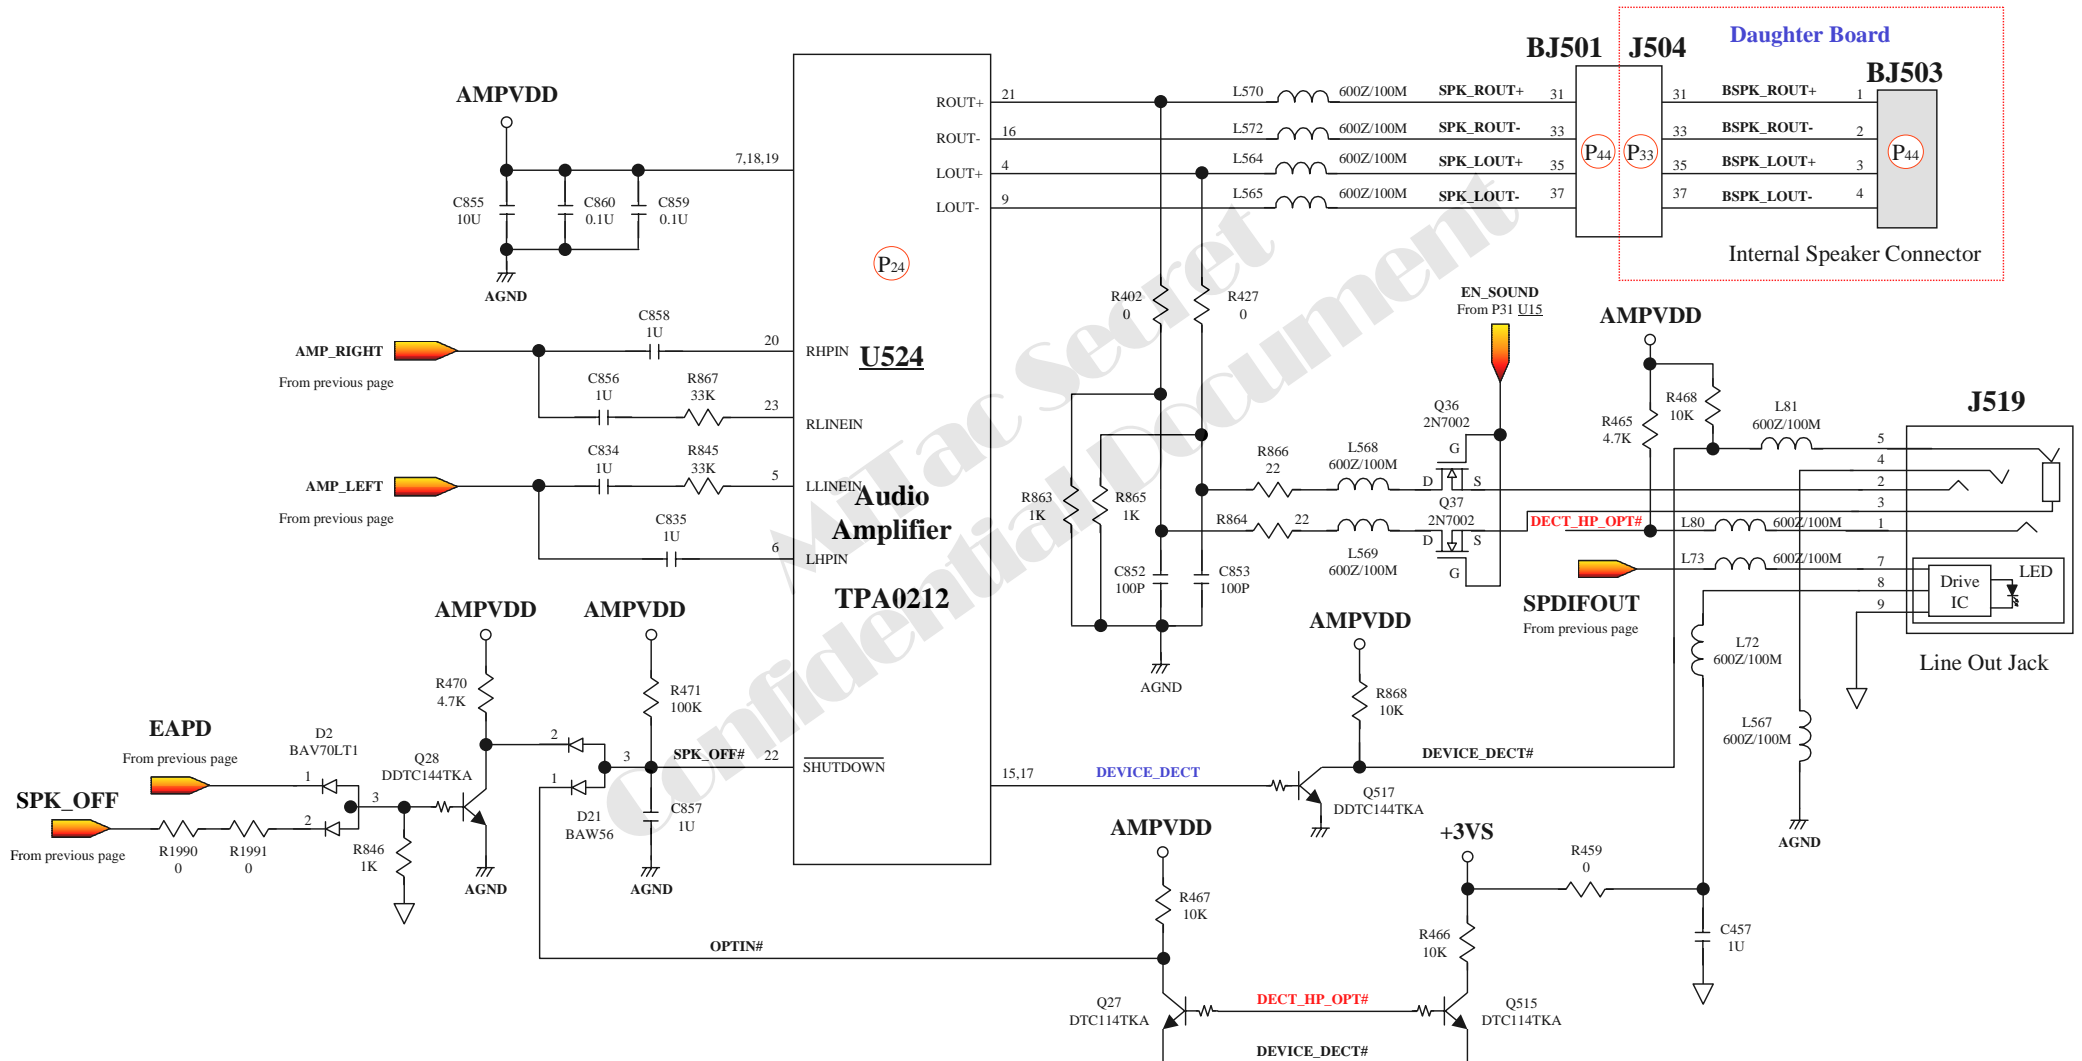 Daughter Board
BJ501 J504
BJ503
AMPVDD
C855
10U
C860
0.1U
C859
0.1U
AGND
7,18,19
ROUT+ 21
ROUT- 16
LOUT+ 4
LOUT- 9
L570 600Z/100M SPK_ROUT+ 31 31 BSPK_ROUT+ 1
L572 600Z/100M SPK_ROUT- 33 33 BSPK_ROUT- 2
L564 600Z/100M SPK_LOUT+ 35 35 BSPK_LOUT+ 3
L565 600Z/100M SPK_LOUT- 37 37 BSPK_LOUT- 4
P44 P33 P44
Internal Speaker Connector
P24
AMP_RIGHT
From previous page
C858
1U
20 RHPIN
C856
1U
R867
33K
23 RLINEIN
AMP_LEFT
From previous page
C834
1U
R845
33K
5 LLINEIN
C835
1U
6 LHPIN
U524
Audio
Amplifier
TPA0212
MiTac Secret
Confidential Document
R402
0
R427
0
R863
1K
R865
1K
C852
100P
C853
100P
AGND
EN_SOUND
From P31 U15
R866
22
L568
600Z/100M
Q36
2N7002
G
D S
R864 22
L569
600Z/100M
Q37
2N7002
D S
G
AMPVDD
R465
4.7K
R468
10K
L81
600Z/100M
DECT_HP_OPT#
L80 600Z/100M
L73 600Z/100M
SPDIFOUT
From previous page
J519
5
4
2
3
1
7
8
9
Drive
IC
LED
Line Out Jack
L72
600Z/100M
L567
600Z/100M
AGND
AMPVDD
R470
4.7K
AMPVDD
R471
100K
EAPD
From previous page
D2
BAV70LT1
1
2
3
SPK_OFF
From previous page
R1990
0
R1991
0
R846
1K
Q28
DDTC144TKA
AGND
2
1
3
D21
BAW56
SPK_OFF# 22 SHUTDOWN
C857
1U
AGND
15,17 DEVICE_DECT
AMPVDD
R868
10K
DEVICE_DECT#
Q517
DDTC144TKA
AMPVDD
R467
10K
OPTIN#
+3VS
R459
0
R466
10K
C457
1U
Q27
DTC114TKA
DECT_HP_OPT#
Q515
DTC114TKA
DEVICE_DECT#